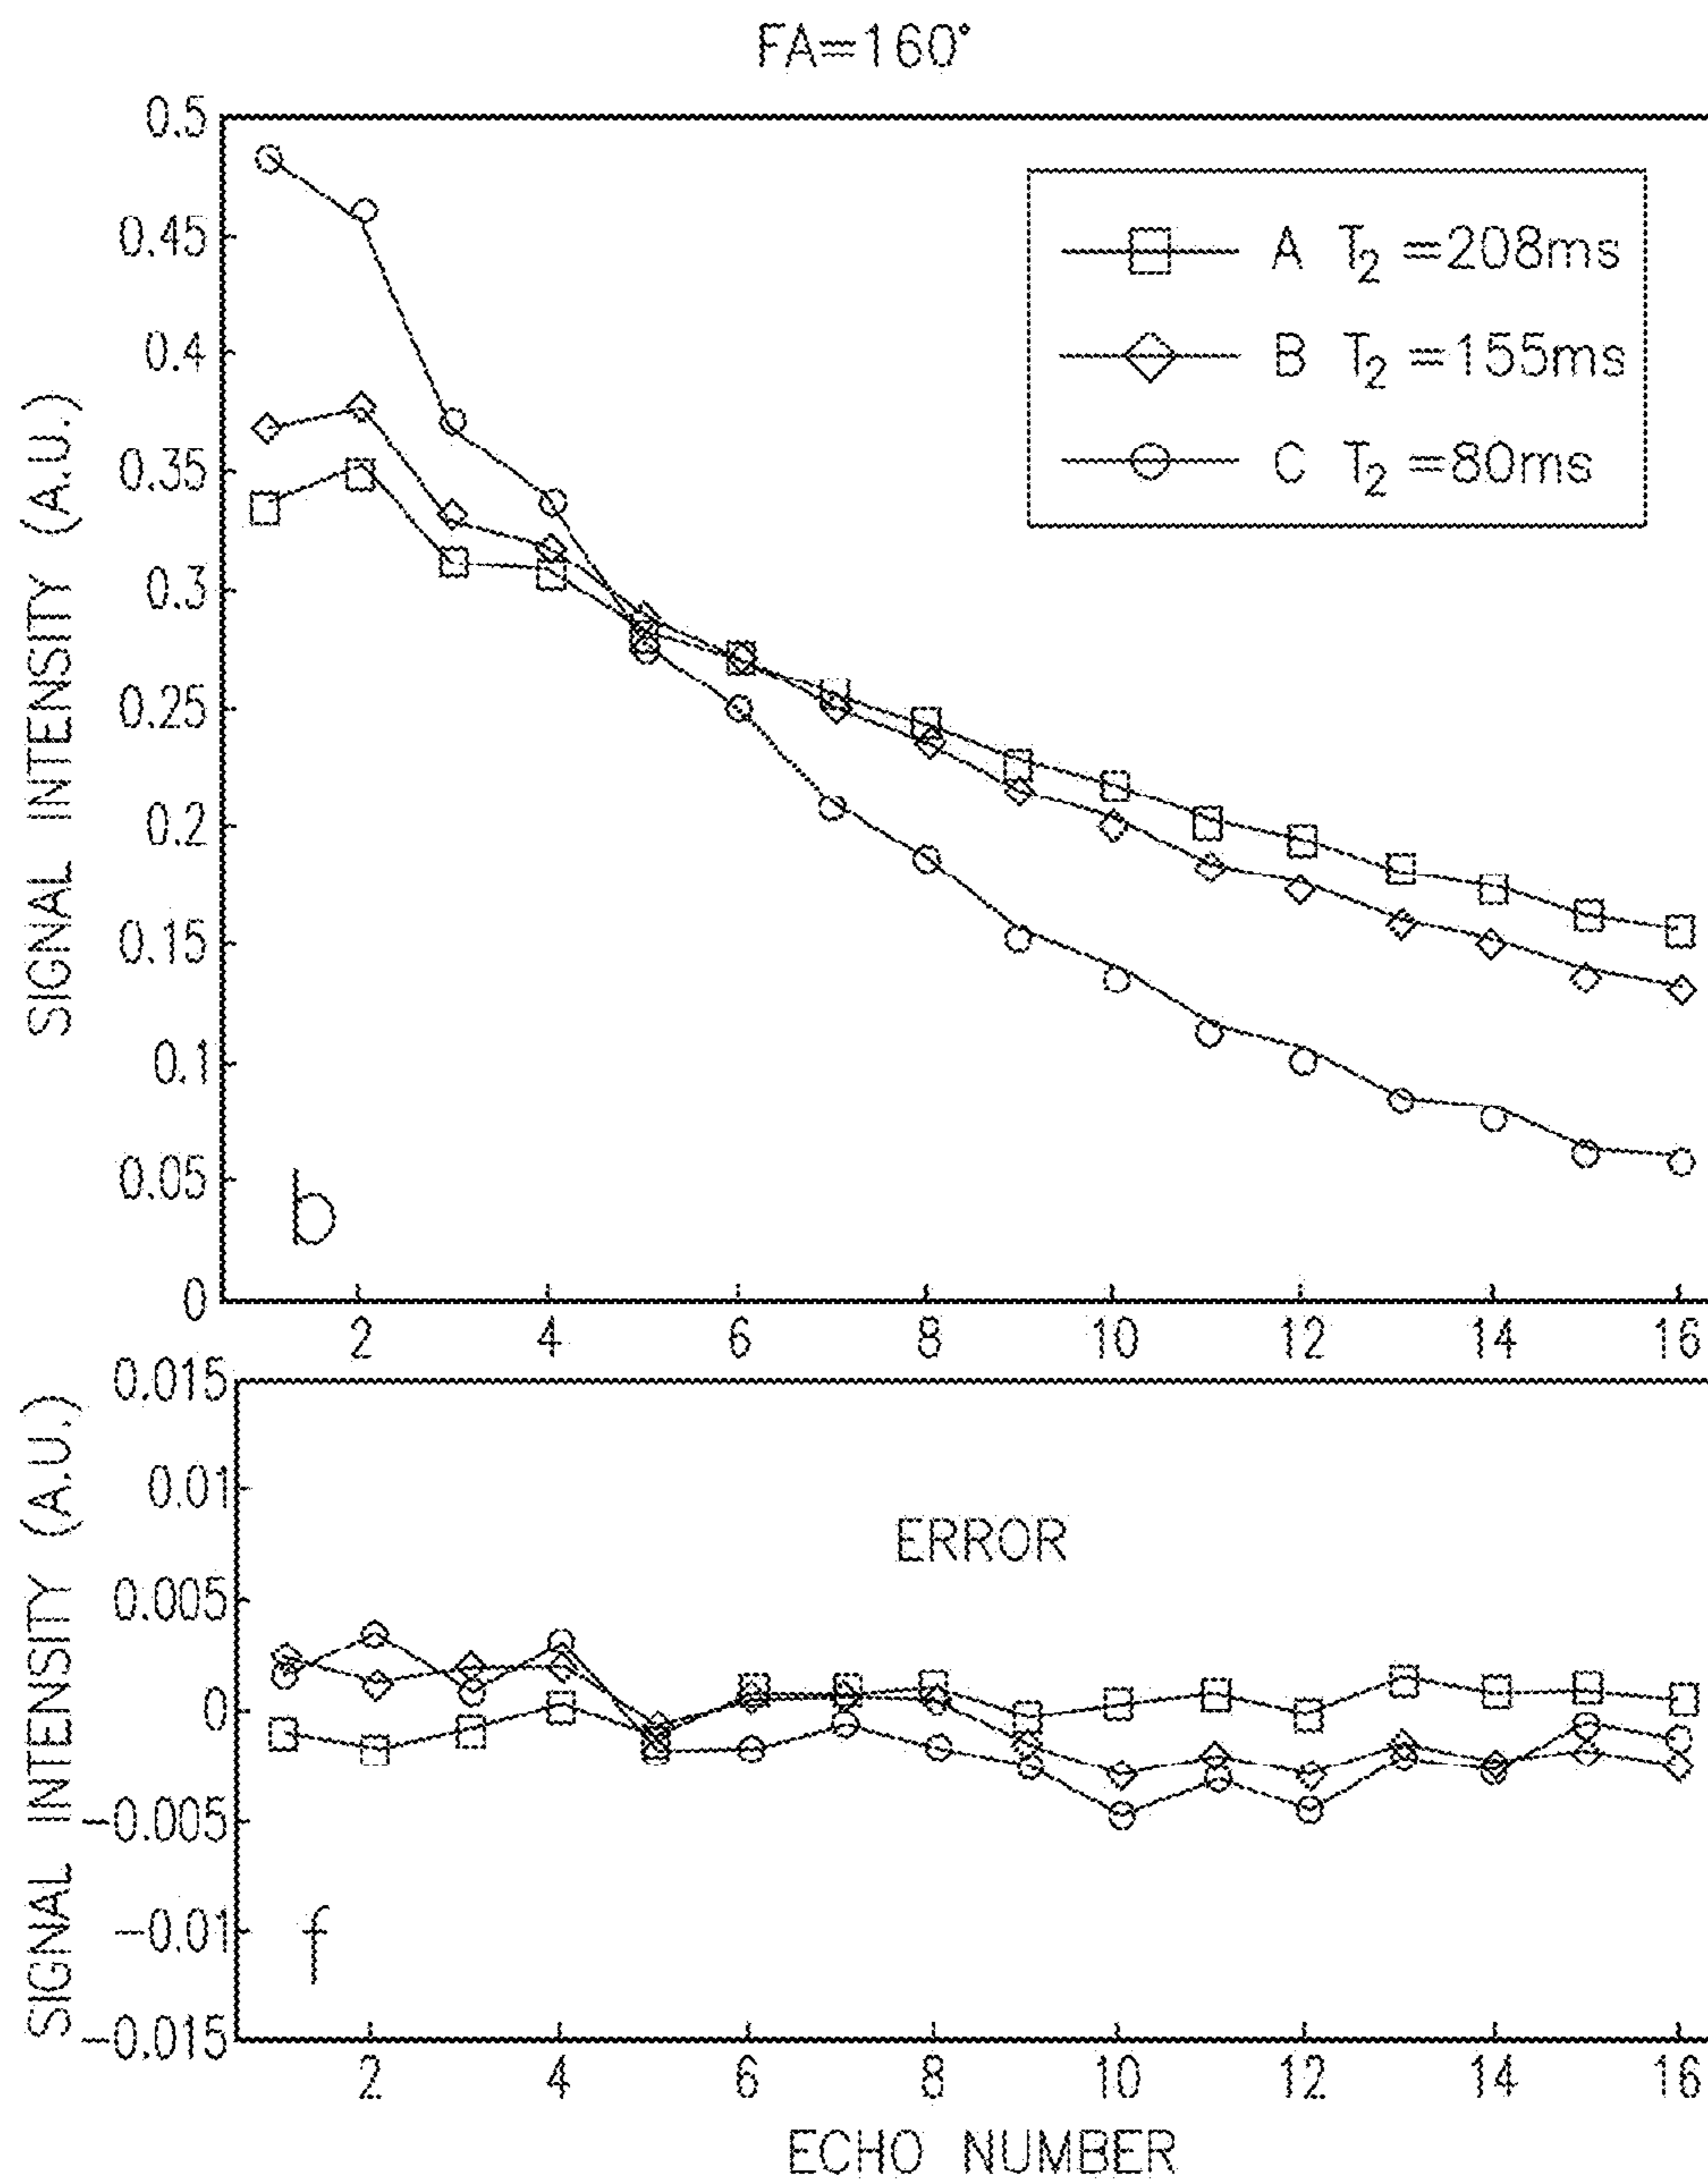 FA=160°
SIGNAL INTENSITY (A.U.)
0.5
0.45
0.4
0.35
0.3
0.25
0.2
0.15
0.1
0.05
0
A T2 =208ms
B T2 =155ms
C T2 =80ms
b
2 4 6 8 10 12 14 16
SIGNAL INTENSITY (A.U.)
0.015
0.01
0.005
0
-0.005
-0.01
-0.015
ERROR
f
2 4 6 8 10 12 14 16
ECHO NUMBER